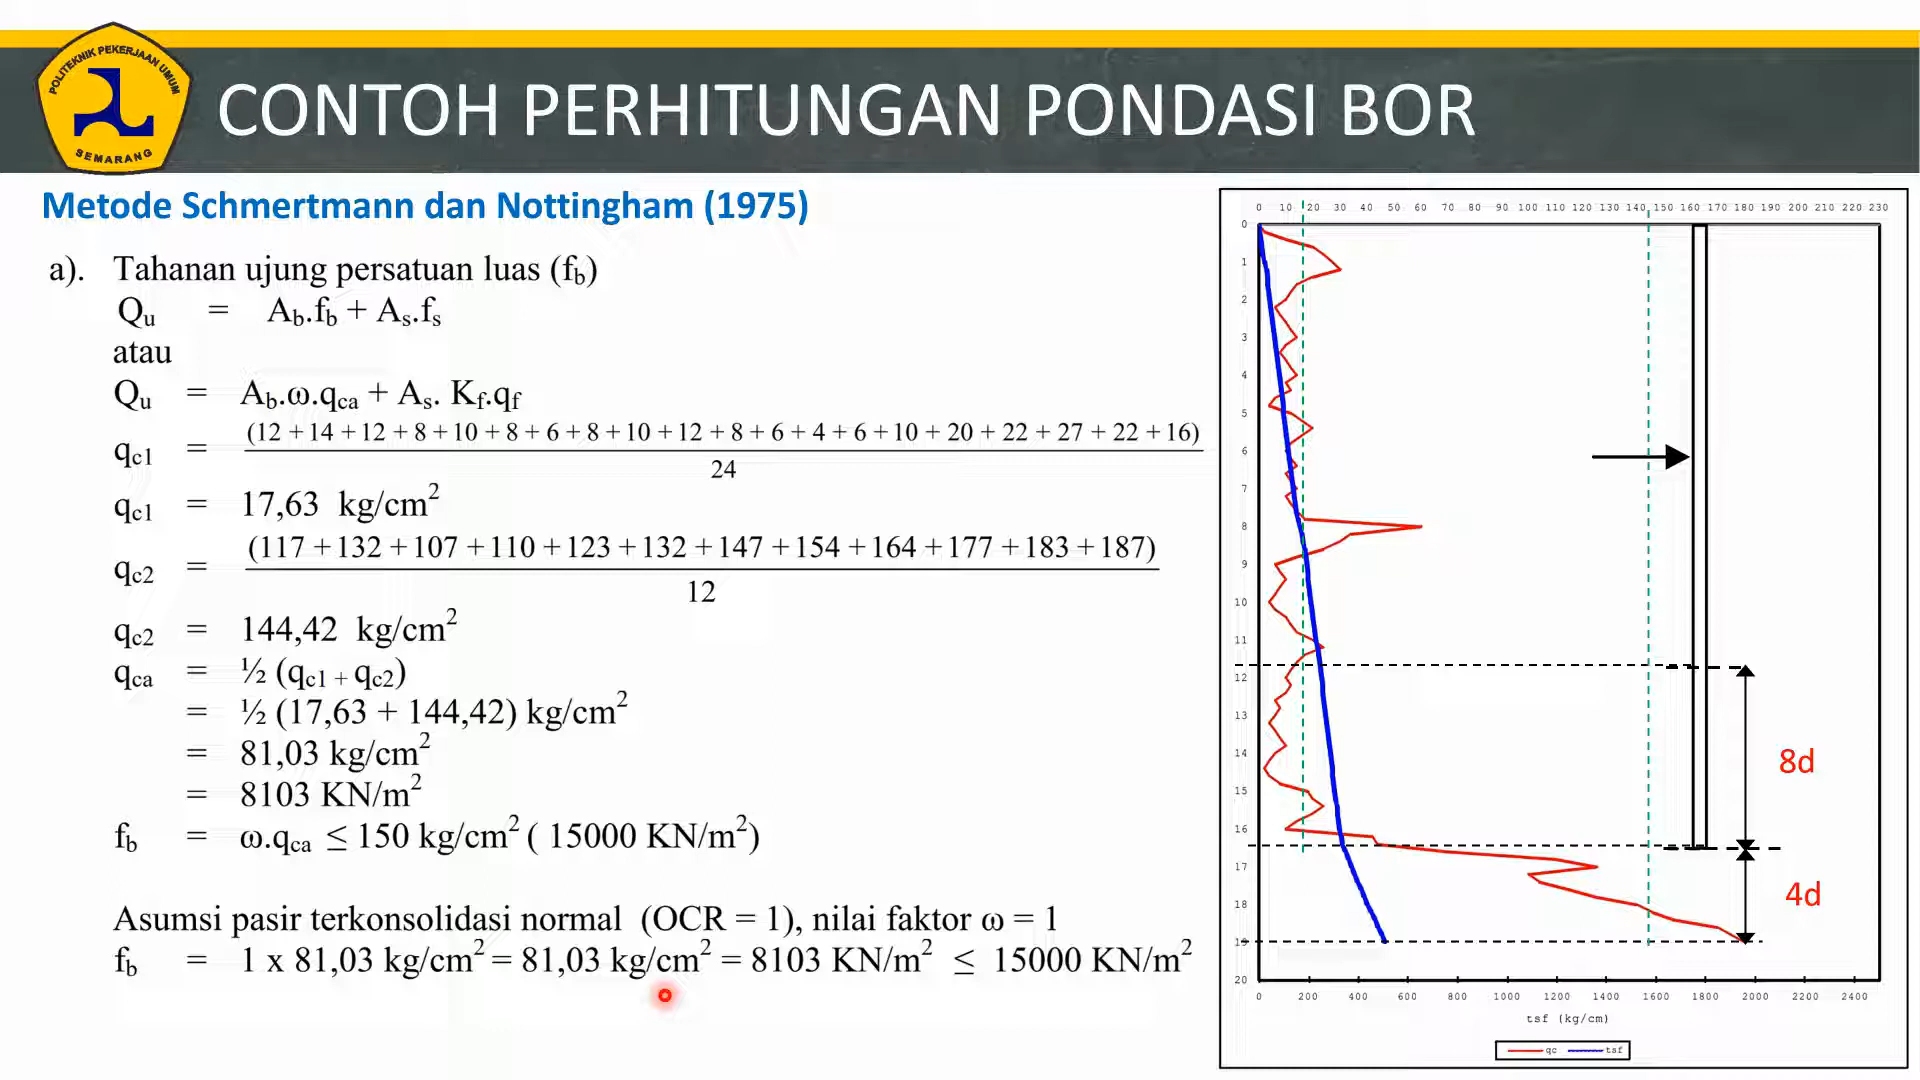 POLITEKNIK PEKERJAAN UMUM
SEMARANG
CONTOH PERHITUNGAN PONDASI BOR
Metode Schmertmann dan Nottingham (1975)
a). Tahanan ujung persatuan luas (fb)
Qu = Ab.fb + As.fs
atau
Qu = Ab.ω.qca + As. Kf.qf
qc1 = (12 + 14 + 12 + 8 + 10 + 8 + 6 + 8 + 10 + 12 + 8 + 6 + 4 + 6 + 10 + 20 + 22 + 27 + 22 + 16)
24
qc1 = 17,63 kg/cm²
qc2 = (117 + 132 + 107 + 110 + 123 + 132 + 147 + 154 + 164 + 177 + 183 + 187)
12
qc2 = 144,42 kg/cm²
qca = ½ (qc1 + qc2)
= ½ (17,63 + 144,42) kg/cm²
= 81,03 kg/cm²
= 8103 KN/m²
fb = ω.qca ≤ 150 kg/cm² ( 15000 KN/m²)
Asumsi pasir terkonsolidasi normal (OCR = 1), nilai faktor ω = 1
fb = 1 x 81,03 kg/cm² = 81,03 kg/cm² = 8103 KN/m² ≤ 15000 KN/m²
0 10 20 30 40 50 60 70 80 90 100 110 120 130 140 150 160 170 180 190 200 210 220 230
0
1
2
3
4
5
6
7
8
9
10
11
12
13
14
15
16
17
18
19
20
8d
4d
0 200 400 600 800 1000 1200 1400 1600 1800 2000 2200 2400
tsf (kg/cm)
qc tsf